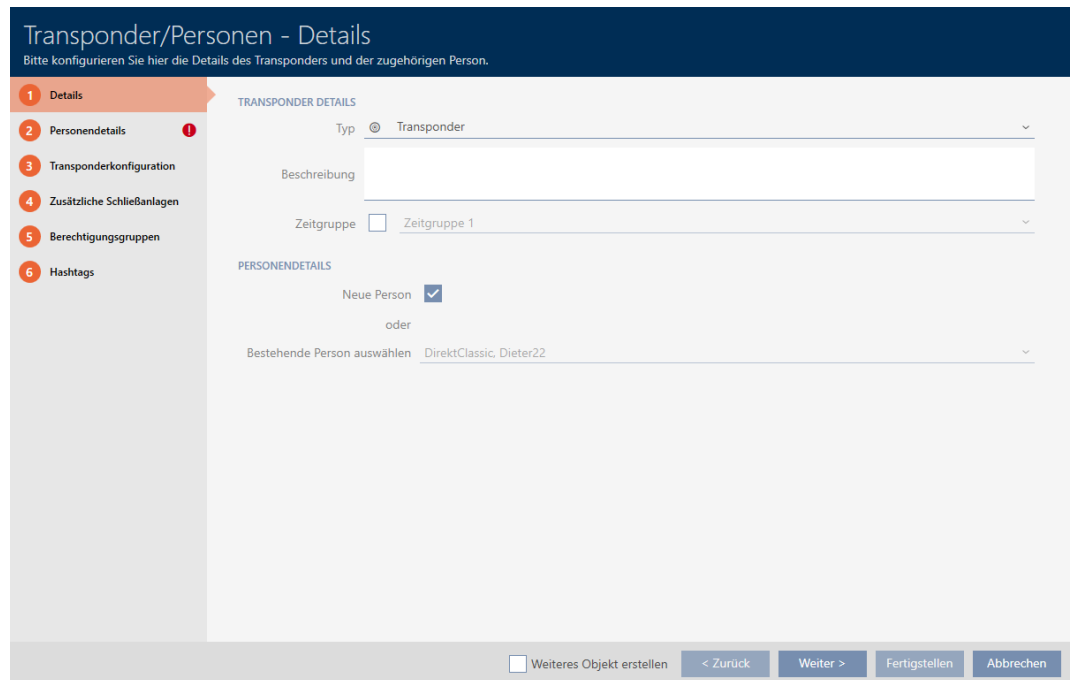 Transponder/Personen - Details
Bitte konfigurieren Sie hier die Details des Transponders und der zugehörigen Person.
1 Details
2 Personendetails
3 Transponderkonfiguration
4 Zusätzliche Schließanlagen
5 Berechtigungsgruppen
6 Hashtags
TRANSPONDER DETAILS
Typ Transponder
Beschreibung
Zeitgruppe Zeitgruppe 1
PERSONENDETAILS
Neue Person
oder
Bestehende Person auswählen DirektClassic, Dieter22
Weiteres Objekt erstellen < Zurück Weiter > Fertigstellen Abbrechen